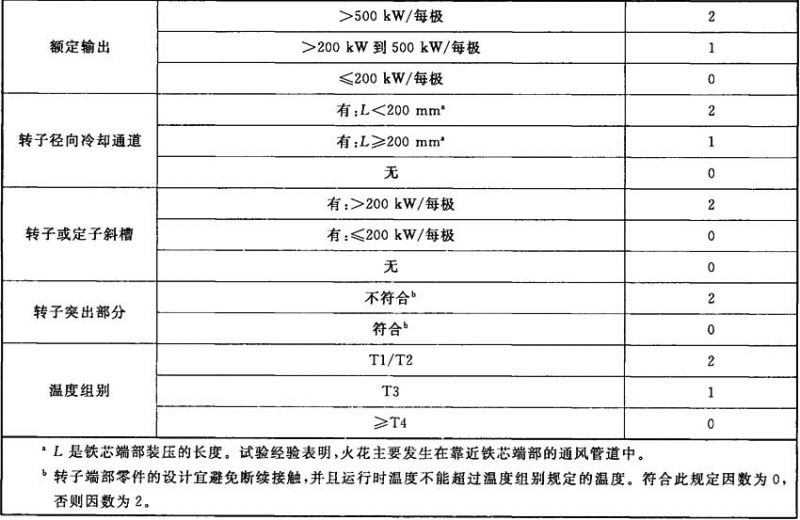 额定输出 >500 kW/每极 2
>200 kW 到 500 kW/每极 1
≤200 kW/每极 0
转子径向冷却通道 有:L<200 mmᵃ 2
有:L≥200 mmᵃ 1
无 0
转子或定子斜槽 有:>200 kW/每极 2
有:≤200 kW/每极 0
无 0
转子突出部分 不符合ᵇ 2
符合ᵇ 0
温度组别 T1/T2 2
T3 1
≥T4 0
ᵃ L 是铁芯端部装压的长度。试验经验表明,火花主要发生在靠近铁芯端部的通风管道中。
ᵇ 转子端部零件的设计宜避免断续接触,并且运行时温度不能超过温度组别规定的温度。符合此规定因数为 0,
否则因数为 2。